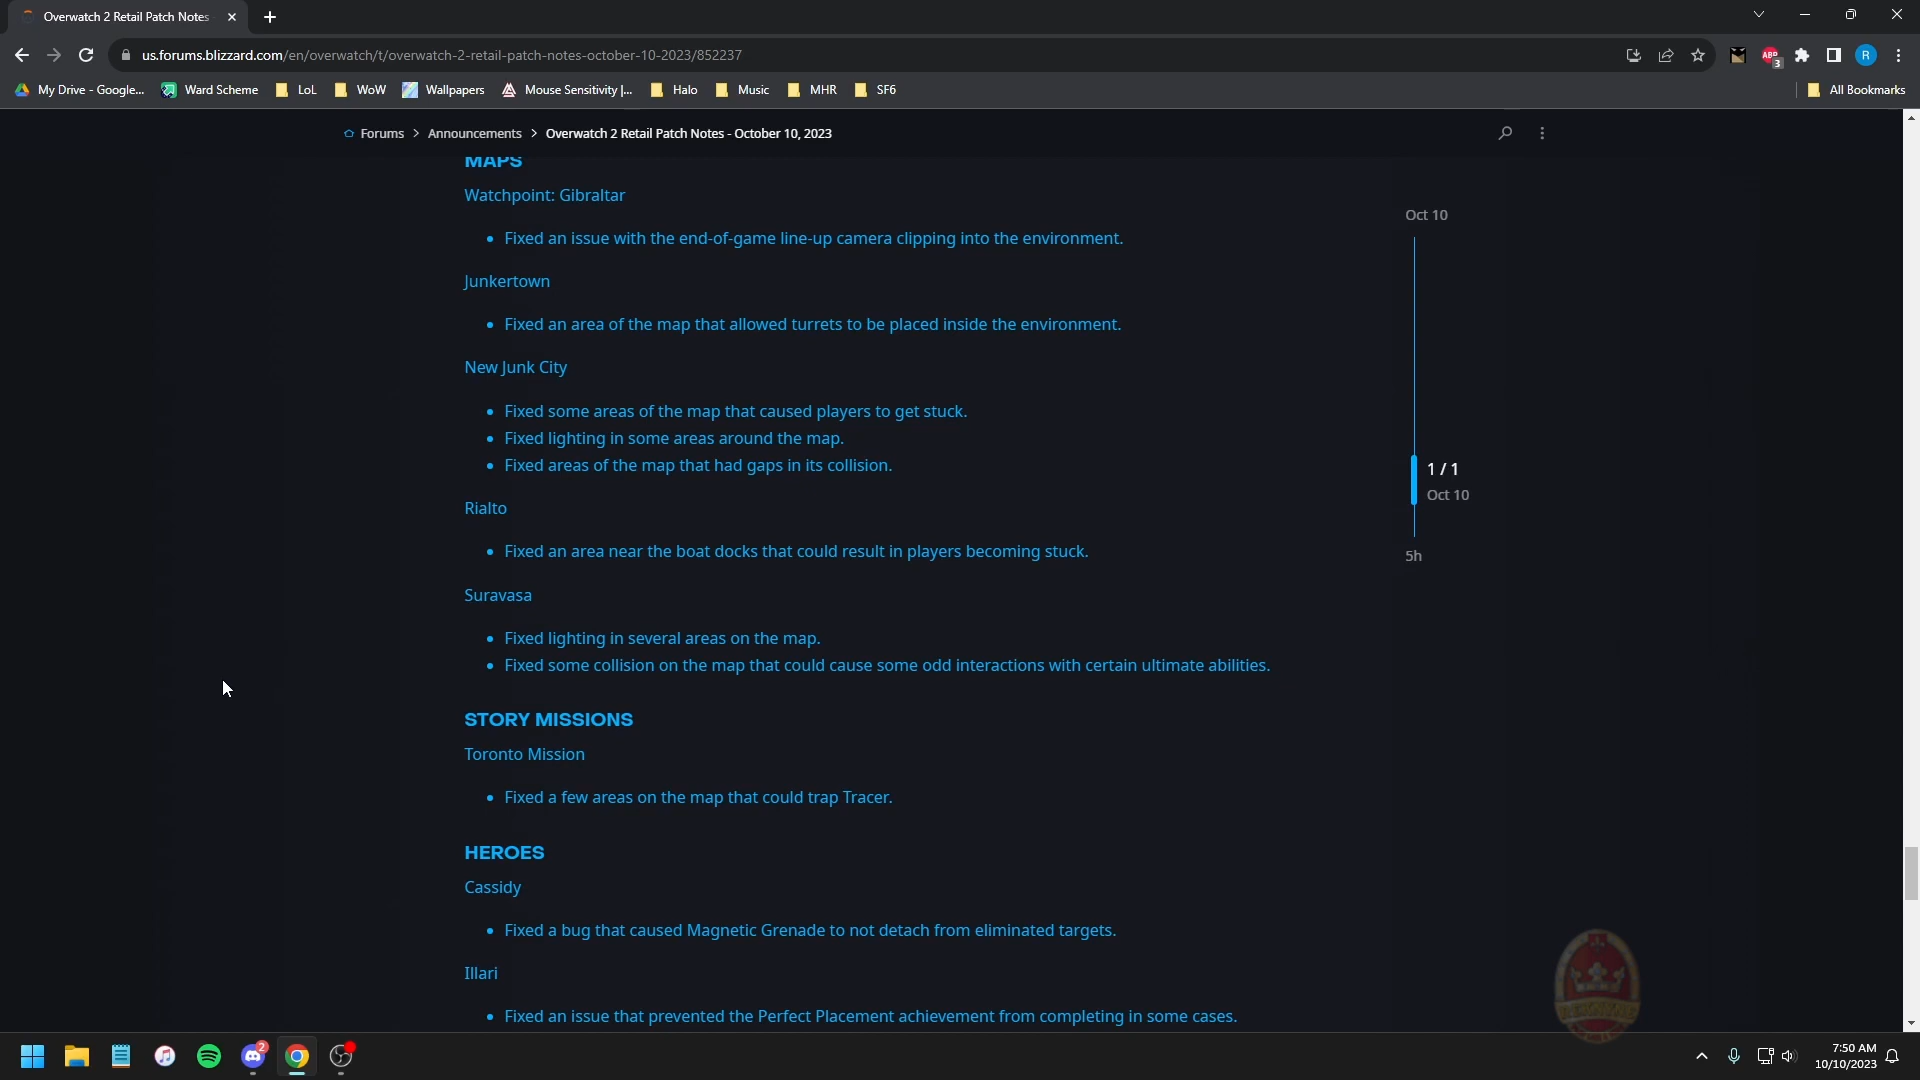 Overwatch 2 Retail Patch Notes
us.forums.blizzard.com/en/overwatch/t/overwatch-2-retail-patch-notes-october-10-2023/852237
ABP
3
R
My Drive - Google...
Ward Scheme
LoL
WoW
Wallpapers
Mouse Sensitivity |...
Halo
Music
MHR
SF6
All Bookmarks
Forums > Announcements > Overwatch 2 Retail Patch Notes - October 10, 2023
MAPS
Watchpoint: Gibraltar
Fixed an issue with the end-of-game line-up camera clipping into the environment.
Junkertown
Fixed an area of the map that allowed turrets to be placed inside the environment.
New Junk City
Fixed some areas of the map that caused players to get stuck.
Fixed lighting in some areas around the map.
Fixed areas of the map that had gaps in its collision.
Rialto
Fixed an area near the boat docks that could result in players becoming stuck.
Suravasa
Fixed lighting in several areas on the map.
Fixed some collision on the map that could cause some odd interactions with certain ultimate abilities.
STORY MISSIONS
Toronto Mission
Fixed a few areas on the map that could trap Tracer.
HEROES
Cassidy
Fixed a bug that caused Magnetic Grenade to not detach from eliminated targets.
Illari
Fixed an issue that prevented the Perfect Placement achievement from completing in some cases.
Oct 10
1 / 1
Oct 10
5h
2
7:50 AM
10/10/2023